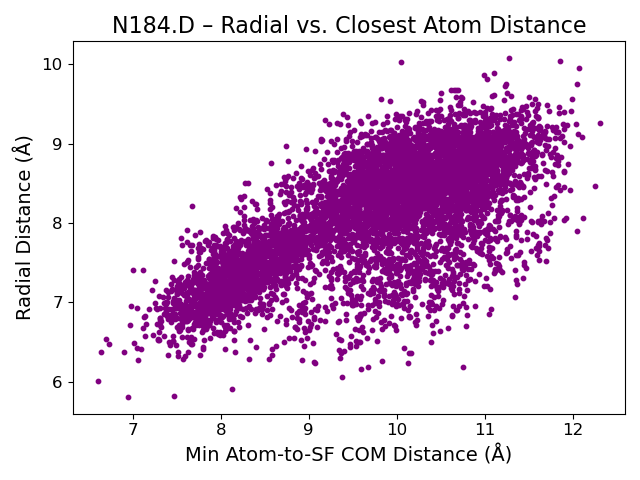 N184.D – Radial vs. Closest Atom Distance
Radial Distance (Å)
10
9
8
7
6
7 8 9 10 11 12
Min Atom-to-SF COM Distance (Å)